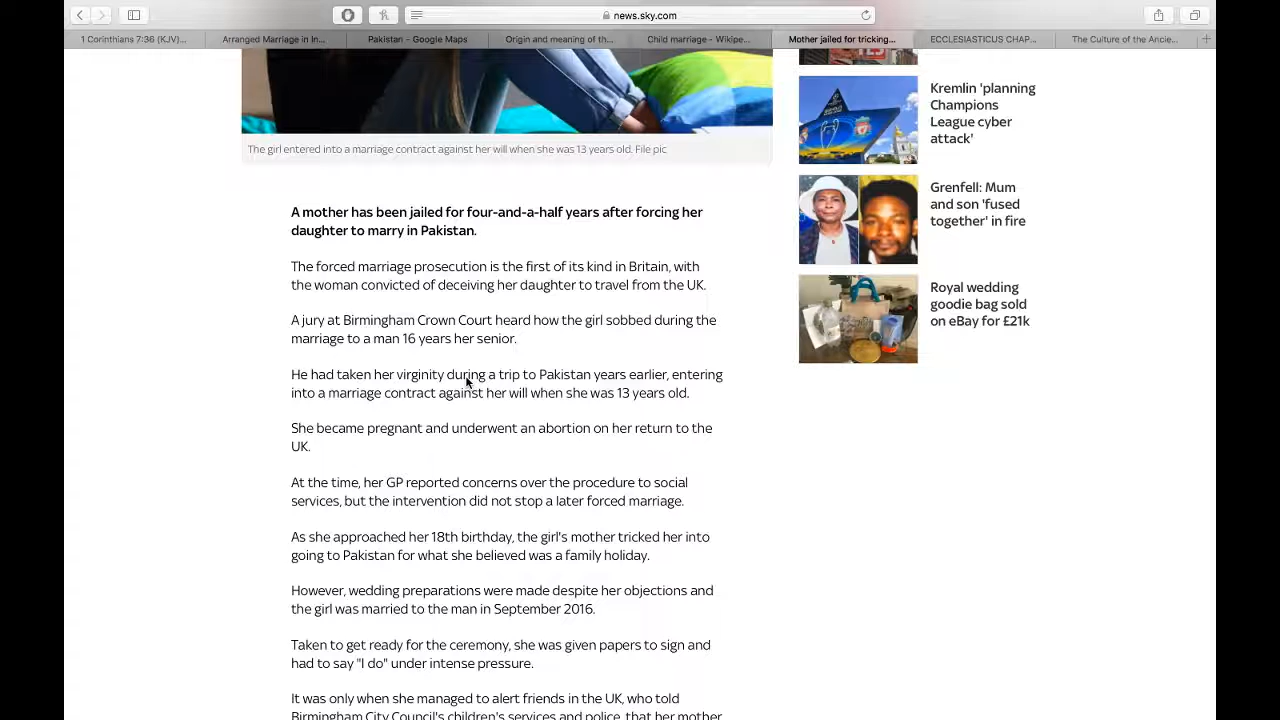 news.sky.com
1 Corinthians 7:36 (KJV)...
Arranged Marriage in In...
Pakistan - Google Maps
Origin and meaning of th...
Child marriage - Wikipe...
Mother jailed for tricking...
ECCLESIASTICUS CHAP...
The Culture of the Ancie...
The girl entered into a marriage contract against her will when she was 13 years old. File pic
A mother has been jailed for four-and-a-half years after forcing her
daughter to marry in Pakistan.
The forced marriage prosecution is the first of its kind in Britain, with
the woman convicted of deceiving her daughter to travel from the UK.
A jury at Birmingham Crown Court heard how the girl sobbed during the
marriage to a man 16 years her senior.
He had taken her virginity during a trip to Pakistan years earlier, entering
into a marriage contract against her will when she was 13 years old.
She became pregnant and underwent an abortion on her return to the
UK.
At the time, her GP reported concerns over the procedure to social
services, but the intervention did not stop a later forced marriage.
As she approached her 18th birthday, the girl's mother tricked her into
going to Pakistan for what she believed was a family holiday.
However, wedding preparations were made despite her objections and
the girl was married to the man in September 2016.
Taken to get ready for the ceremony, she was given papers to sign and
had to say "I do" under intense pressure.
It was only when she managed to alert friends in the UK, who told
Birmingham City Council's children's services and police, that her mother
Kremlin 'planning
Champions
League cyber
attack'
Grenfell: Mum
and son 'fused
together' in fire
Royal wedding
goodie bag sold
on eBay for £21k